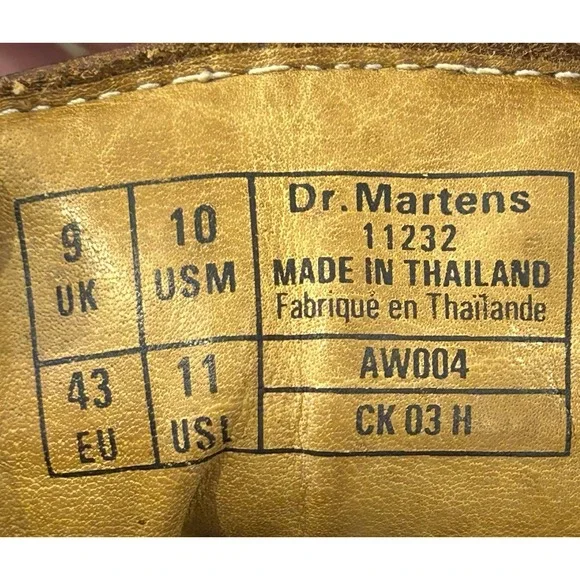 9
UK
10
USM
43
EU
11
USL
Dr.Martens
11232
MADE IN THAILAND
Fabriqué en Thaïlande
AW004
CK 03 H